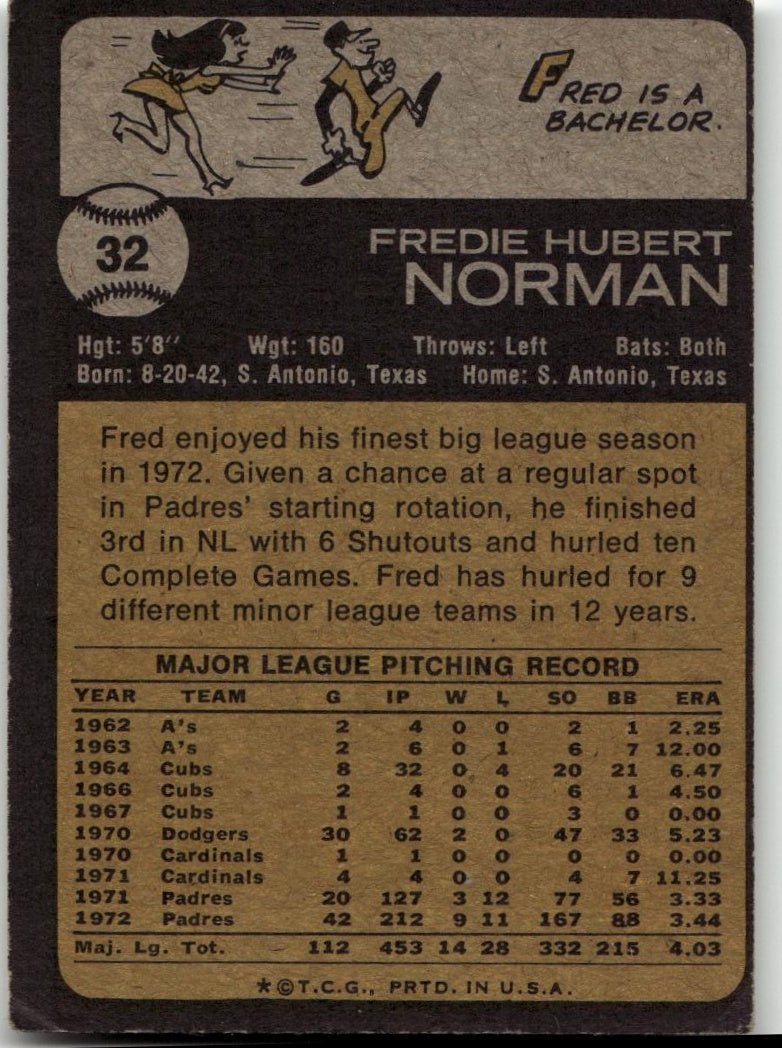 FRED IS A
BACHELOR.
32
FREDIE HUBERT
NORMAN
Hgt: 5'8'' Wgt: 160 Throws: Left Bats: Both
Born: 8-20-42, S. Antonio, Texas Home: S. Antonio, Texas
Fred enjoyed his finest big league season
in 1972. Given a chance at a regular spot
in Padres' starting rotation, he finished
3rd in NL with 6 Shutouts and hurled ten
Complete Games. Fred has hurled for 9
different minor league teams in 12 years.
MAJOR LEAGUE PITCHING RECORD
YEAR TEAM G IP W L SO BB ERA
1962 A's 2 4 0 0 2 1 2.25
1963 A's 2 6 0 1 6 7 12.00
1964 Cubs 8 32 0 4 20 21 6.47
1966 Cubs 2 4 0 0 6 1 4.50
1967 Cubs 1 1 0 0 3 0 0.00
1970 Dodgers 30 62 2 0 47 33 5.23
1970 Cardinals 1 1 0 0 0 0 0.00
1971 Cardinals 4 4 0 0 4 7 11.25
1971 Padres 20 127 3 12 77 56 3.33
1972 Padres 42 212 9 11 167 88 3.44
Maj. Lg. Tot. 112 453 14 28 332 215 4.03
*©T.C.G., PRTD. IN U.S.A.